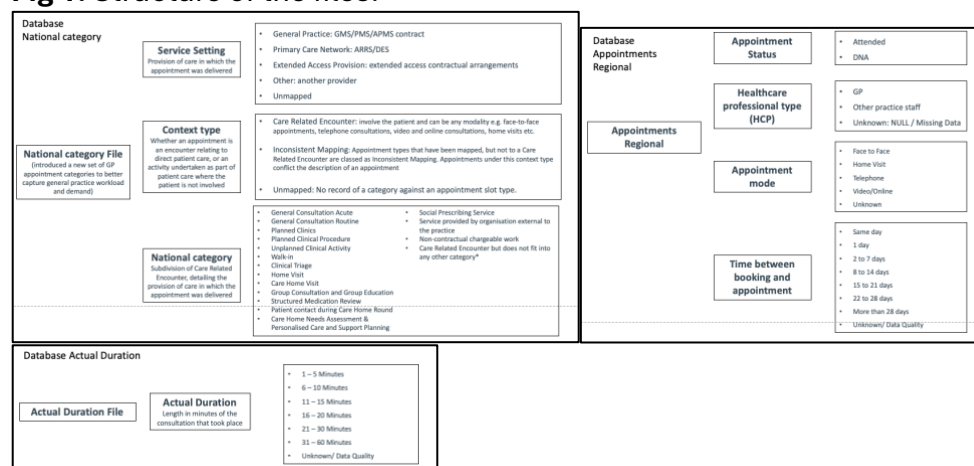 Fig 1. Structure of the files.
Database
National category
Service Setting
Provision of care in which the
appointment was delivered
• General Practice: GMS/PMS/APMS contract
• Primary Care Network: ARRS/DES
• Extended Access Provision: extended access contractual arrangements
• Other: another provider
• Unmapped
National category File
(introduced a new set of GP
appointment categories to better
capture general practice workload
and demand)
Context type
Whether an appointment is
an encounter relating to
direct patient care, or an
activity undertaken as part of
patient care where the
patient is not involved
• Care Related Encounter: involve the patient and can be any modality e.g. face-to-face
appointments, telephone consultations, video and online consultations, home visits etc.
• Inconsistent Mapping: Appointment types that have been mapped, but not to a Care
Related Encounter are classed as Inconsistent Mapping. Appointments under this context type
conflict the description of an appointment
• Unmapped: No record of a category against an appointment slot type.
National category
Subdivision of Care Related
Encounter, detailing the
provision of care in which the
appointment was delivered
• General Consultation Acute
• General Consultation Routine
• Planned Clinics
• Planned Clinical Procedure
• Unplanned Clinical Activity
• Walk-in
• Clinical Triage
• Home Visit
• Care Home Visit
• Group Consultation and Group Education
• Structured Medication Review
• Patient contact during Care Home Round
• Care Home Needs Assessment &
Personalised Care and Support Planning
• Social Prescribing Service
• Service provided by organisation external to
the practice
• Non-contractual chargeable work
• Care Related Encounter but does not fit into
any other category*
Database
Appointments
Regional
Appointments
Regional
Appointment
Status
• Attended
• DNA
Healthcare
professional type
(HCP)
• GP
• Other practice staff
• Unknown: NULL / Missing Data
Appointment
mode
• Face to Face
• Home Visit
• Telephone
• Video/Online
• Unknown
Time between
booking and
appointment
• Same day
• 1 day
• 2 to 7 days
• 8 to 14 days
• 15 to 21 days
• 22 to 28 days
• More than 28 days
• Unknown/ Data Quality
Database Actual Duration
Actual Duration File
Actual Duration
Length in minutes of the
consultation that took place
• 1 – 5 Minutes
• 6 – 10 Minutes
• 11 – 15 Minutes
• 16 – 20 Minutes
• 21 – 30 Minutes
• 31 – 60 Minutes
• Unknown/ Data Quality